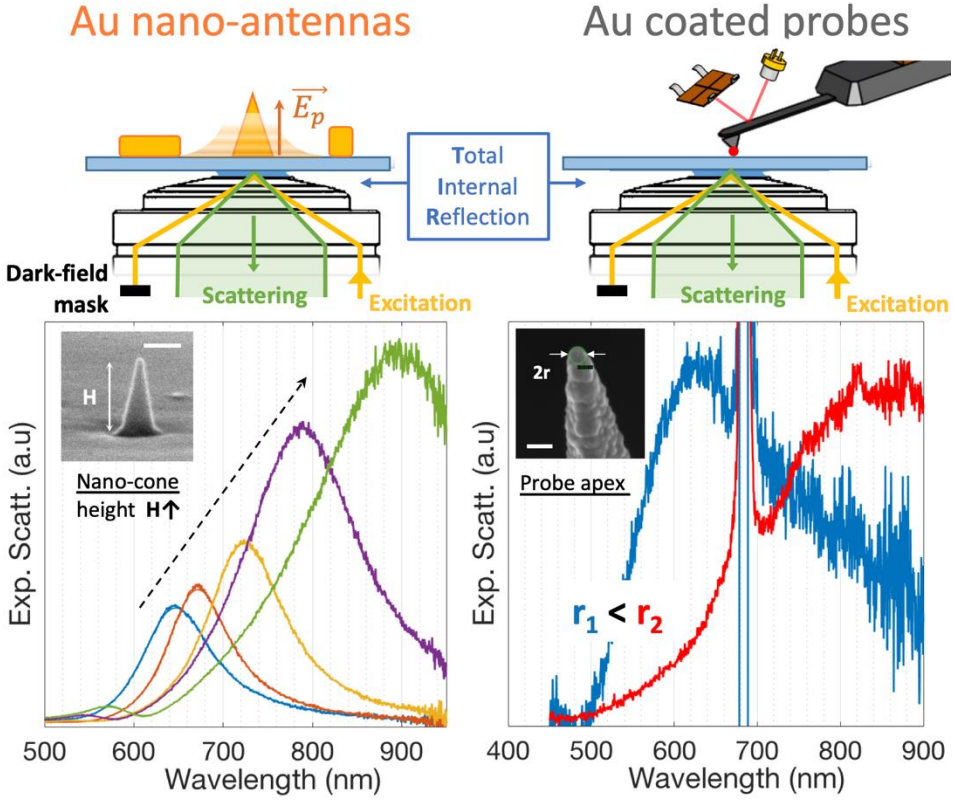 Au nano-antennas
Au coated probes
E_p
Total
Internal
Reflection
Dark-field
mask
Scattering
Excitation
Scattering
Excitation
Exp. Scatt. (a.u)
H
Nano-cone
height H↑
500 600 700 800 900
Wavelength (nm)
Exp. Scatt. (a.u)
2r
Probe apex
r₁ < r₂
400 500 600 700 800 900
Wavelength (nm)